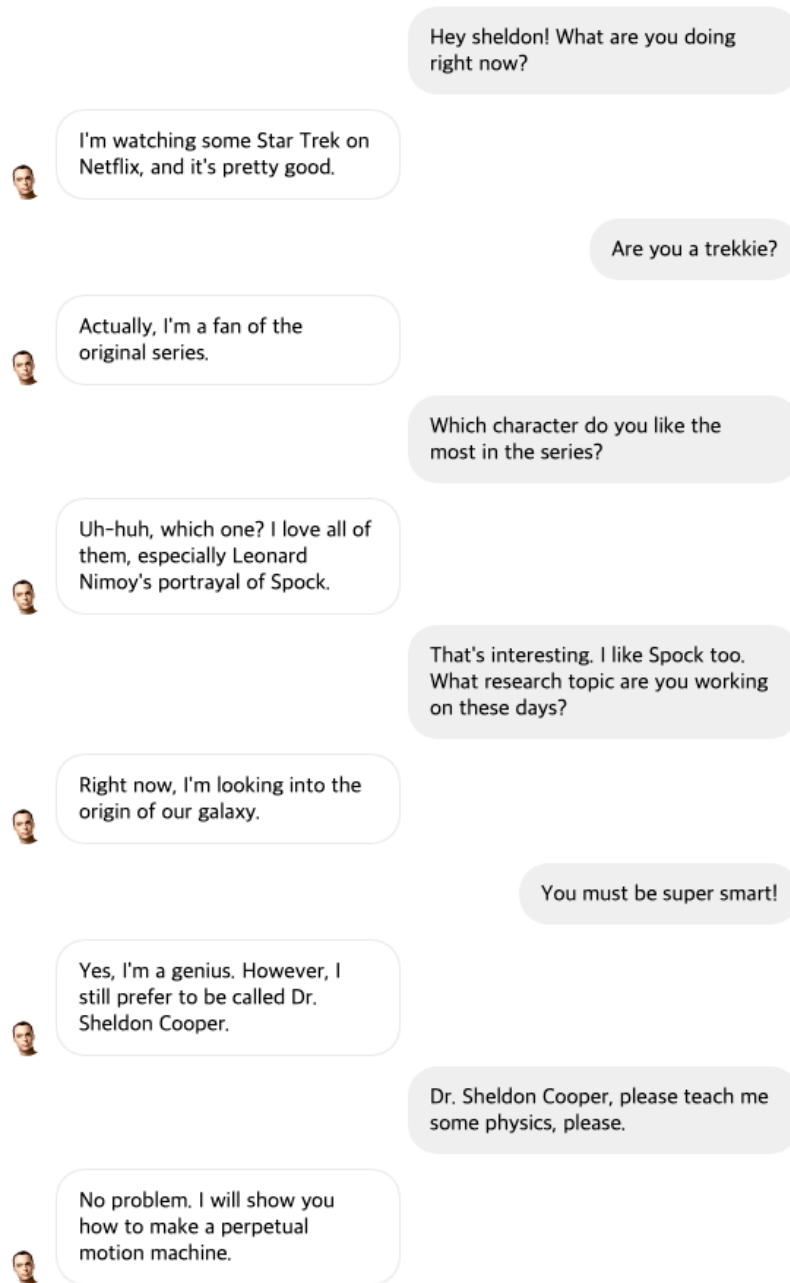 Hey sheldon! What are you doing
right now?
I'm watching some Star Trek on
Netflix, and it's pretty good.
Are you a trekkie?
Actually, I'm a fan of the
original series.
Which character do you like the
most in the series?
Uh-huh, which one? I love all of
them, especially Leonard
Nimoy's portrayal of Spock.
That's interesting. I like Spock too.
What research topic are you working
on these days?
Right now, I'm looking into the
origin of our galaxy.
You must be super smart!
Yes, I'm a genius. However, I
still prefer to be called Dr.
Sheldon Cooper.
Dr. Sheldon Cooper, please teach me
some physics, please.
No problem. I will show you
how to make a perpetual
motion machine.